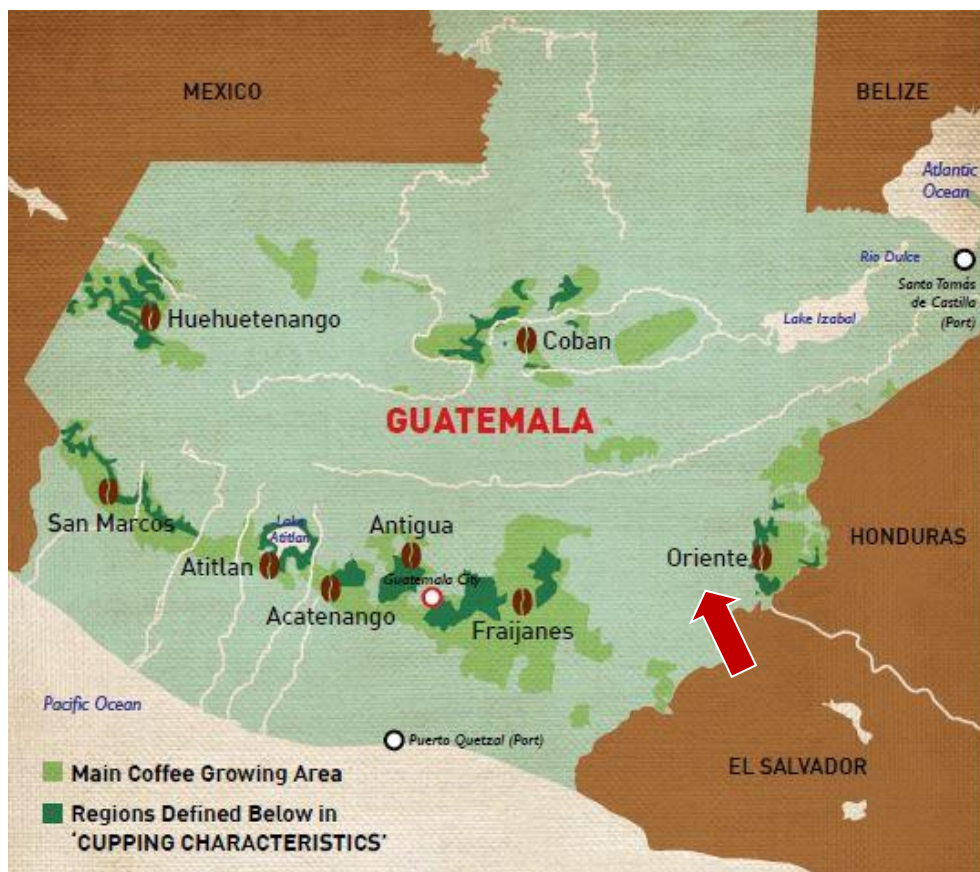 MEXICO
BELIZE
Atlantic
Ocean
Rio Dulce
Santo Tomás
de Castilla
(Port)
Lake Izabal
Huehuetenango
Coban
GUATEMALA
San Marcos
Lake
Atitlan
Antigua
Atitlan
Guatemala City
Acatenango
Fraijanes
Oriente
HONDURAS
Pacific Ocean
Puerto Quetzal (Port)
EL SALVADOR
Main Coffee Growing Area
Regions Defined Below in
‘CUPPING CHARACTERISTICS’